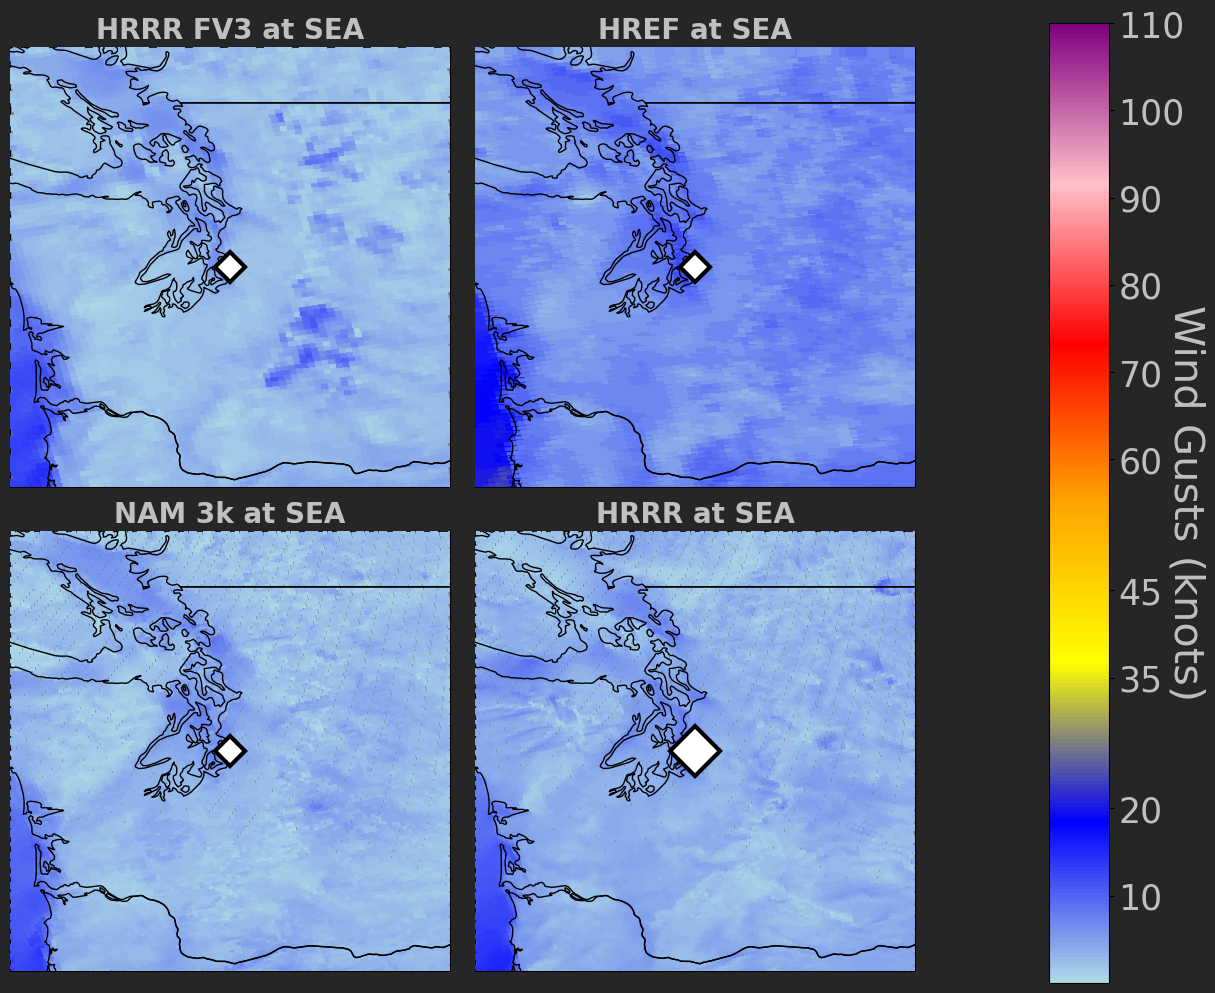 HRRR FV3 at SEA
HREF at SEA
NAM 3k at SEA
HRRR at SEA
110
100
90
80
70
60
45
35
20
10
Wind Gusts (knots)